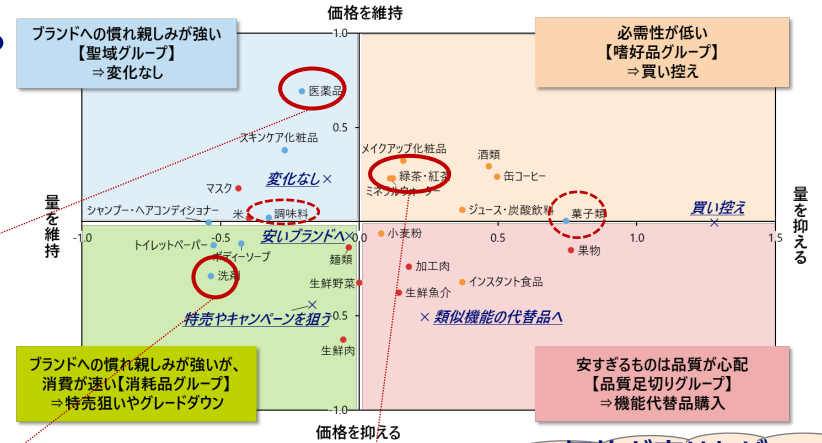 価格を維持
ブランドへの慣れ親しみが強い
【聖域グループ】
⇒変化なし
必需性が低い
【嗜好品グループ】
⇒買い控え
1.0
医薬品
0.5
スキンケア化粧品
メイクアップ化粧品
酒類
変化なし×
緑茶・紅茶
缶コーヒー
マスク
ミネラルウォーター
シャンプー・ヘアコンディショナー
米
調味料
ジュース・炭酸飲料
菓子類
買い控え
×
量を維持
量を抑える
-1.0
-0.5
0.0
0.5
1.0
1.5
安いブランドへ×
小麦粉
トイレットペーパー
ボディーソープ
麺類
果物
洗剤
加工肉
生鮮野菜
インスタント食品
生鮮魚介
×
特売やキャンペーンを狙う
-0.5
× 類似機能の代替品へ
生鮮肉
ブランドへの慣れ親しみが強いが、
消費が速い【消耗品グループ】
⇒特売狙いやグレードダウン
安すぎるものは品質が心配
【品質足切りグループ】
⇒機能代替品購入
-1.0
価格を抑える